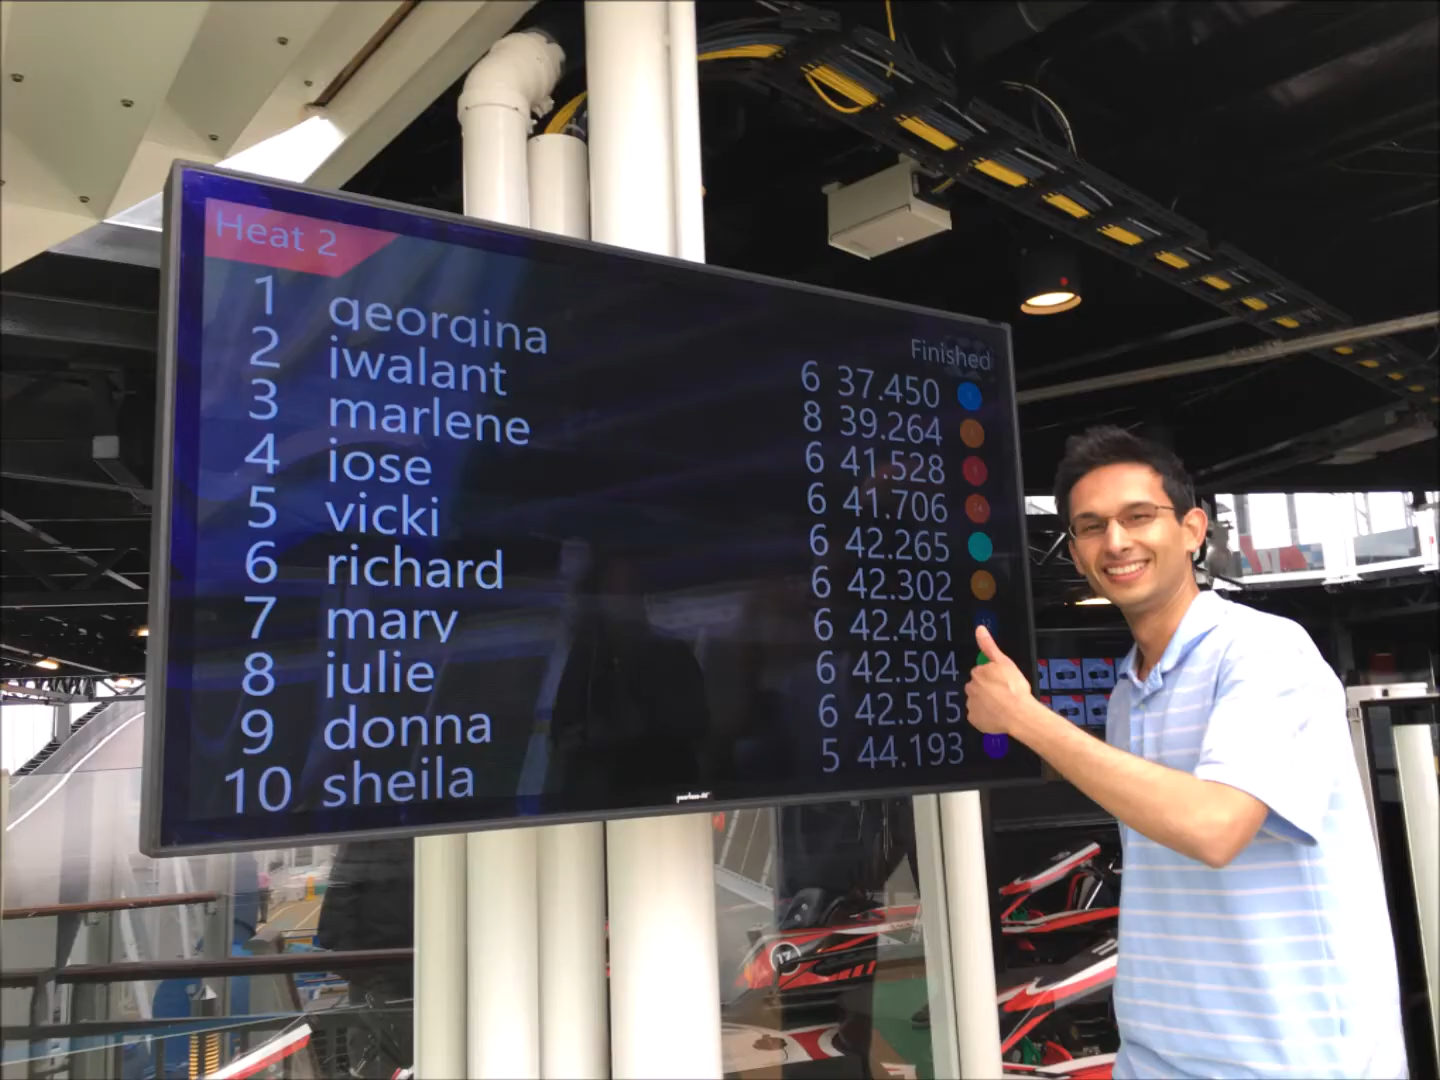 Heat 2
Finished
1 georgina 6 37.450
2 iwalant 8 39.264
3 marlene 6 41.528
4 jose 6 41.706
5 vicki 6 42.265
6 richard 6 42.302
7 mary 6 42.481
8 julie 6 42.504
9 donna 6 42.515
10 sheila 5 44.193
11
17